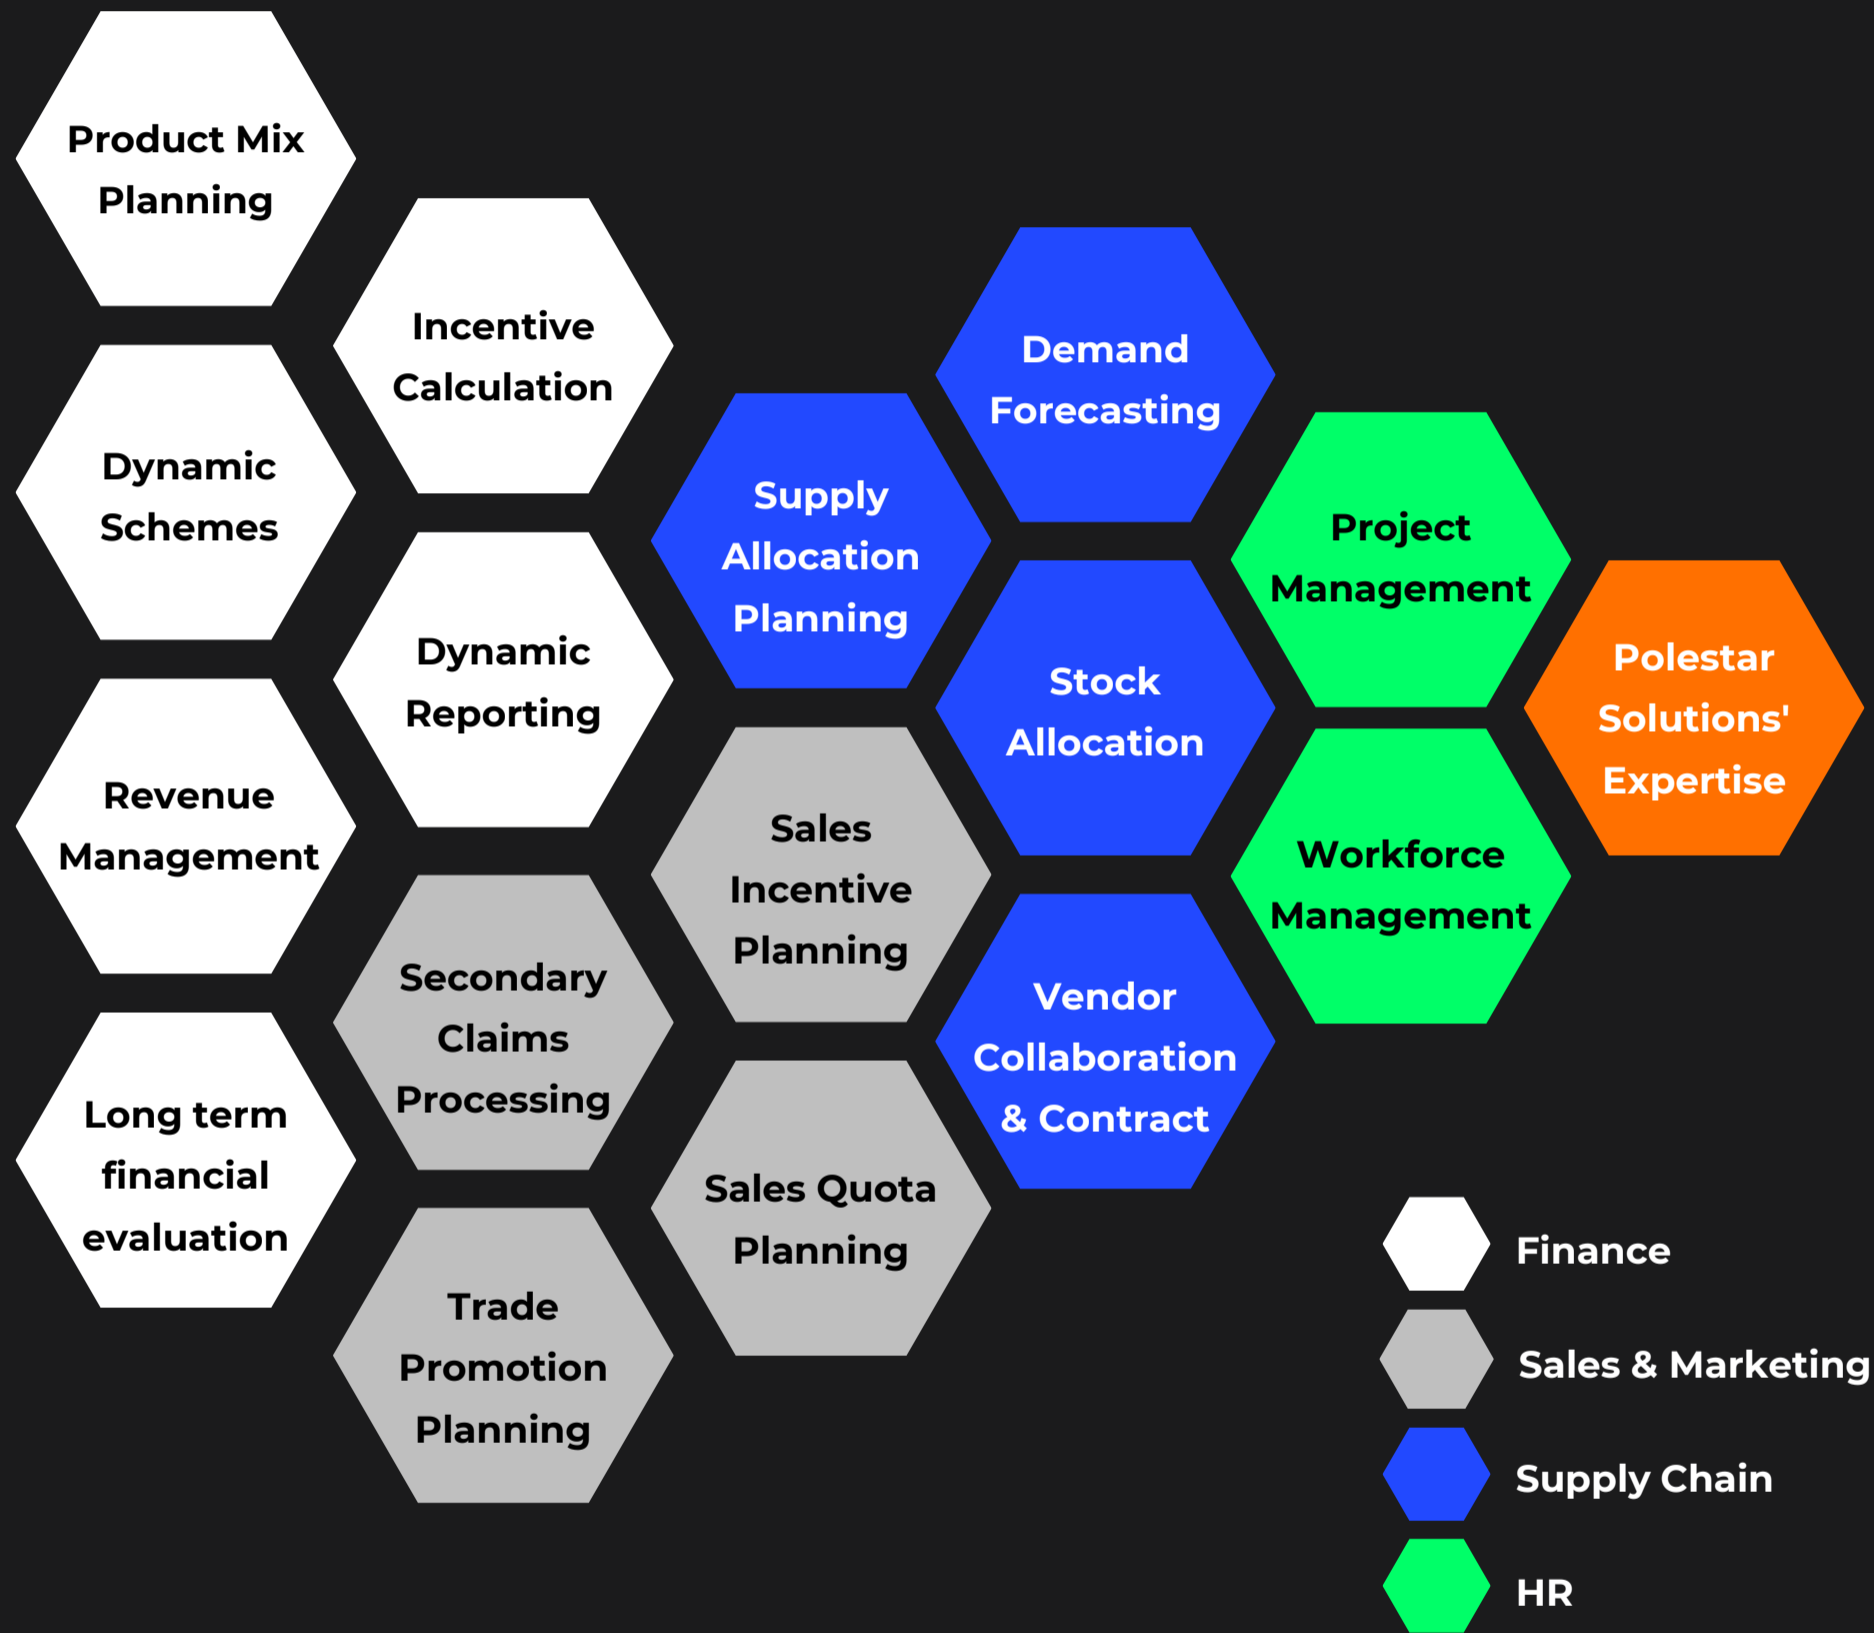 Product Mix
Planning
Dynamic
Schemes
Revenue
Management
Long term
financial
evaluation
Incentive
Calculation
Dynamic
Reporting
Secondary
Claims
Processing
Trade
Promotion
Planning
Supply
Allocation
Planning
Sales
Incentive
Planning
Sales Quota
Planning
Demand
Forecasting
Stock
Allocation
Vendor
Collaboration
& Contract
Project
Management
Workforce
Management
Polestar
Solutions'
Expertise
Finance
Sales & Marketing
Supply Chain
HR